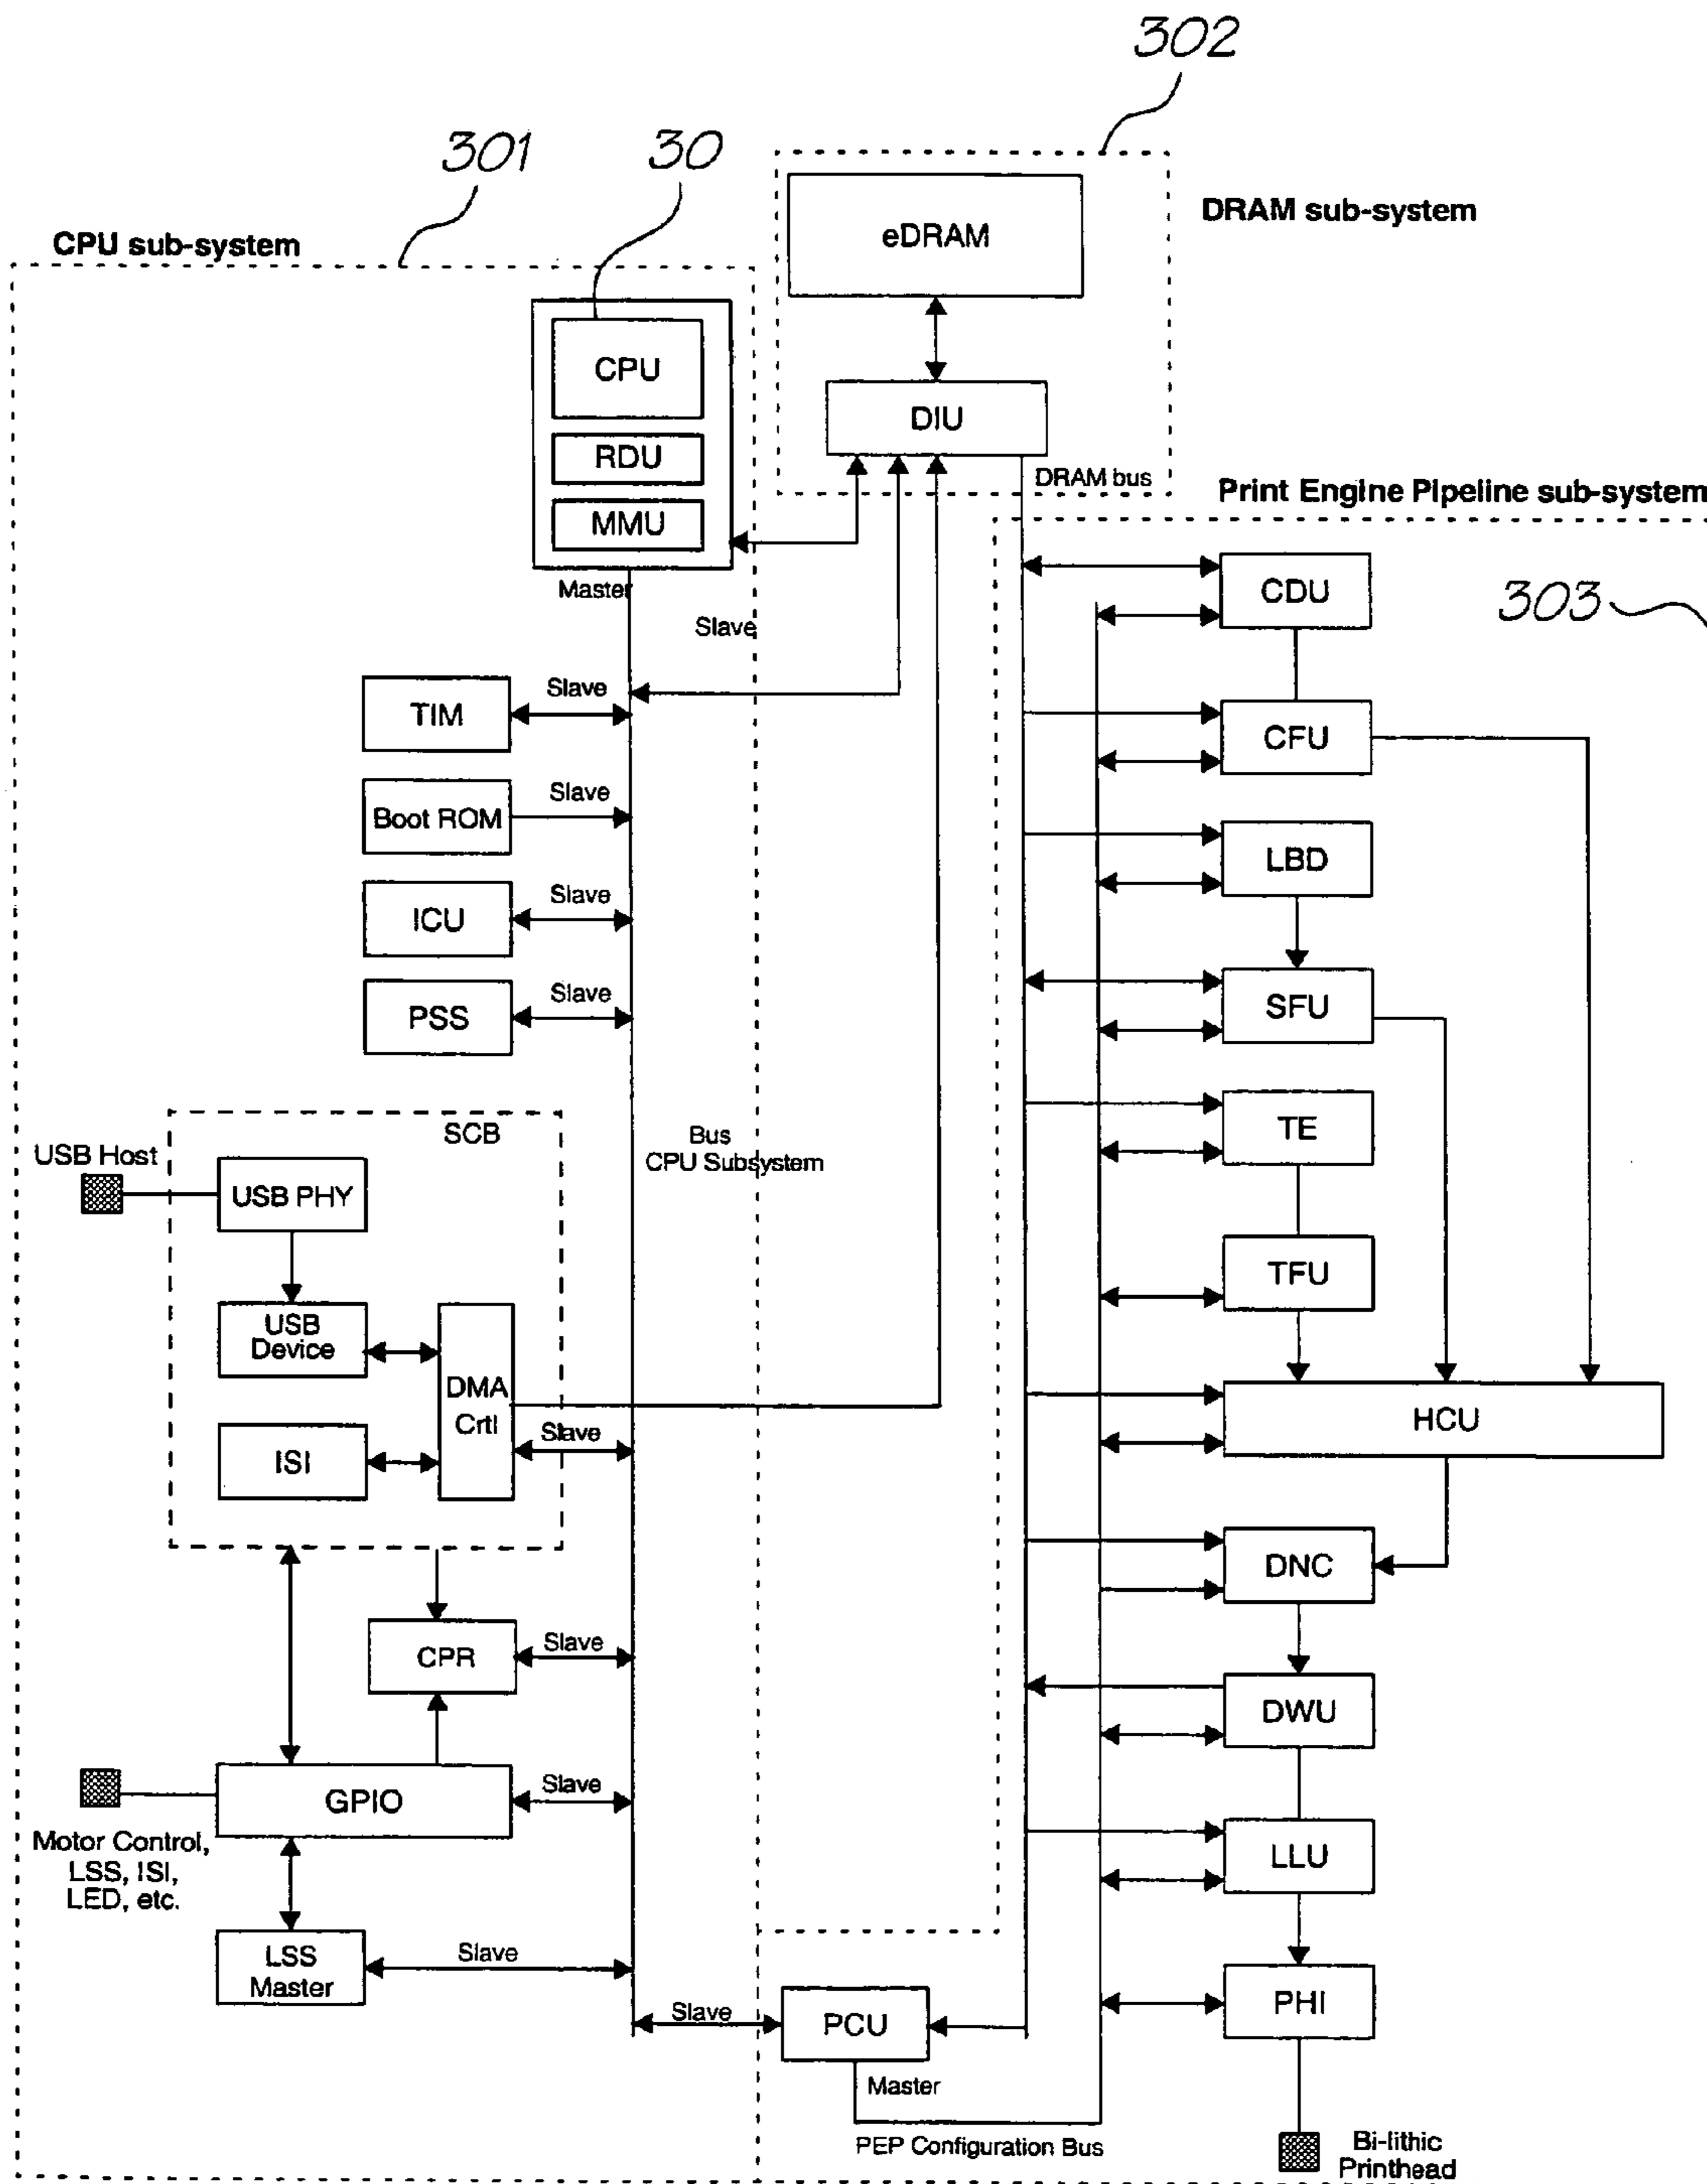 302
301
30
DRAM sub-system
CPU sub-system
eDRAM
CPU
DIU
RDU
DRAM bus
Print Engine Pipeline sub-system
MMU
Master
CDU
303
Slave
TIM
Slave
CFU
Boot ROM
Slave
LBD
ICU
Slave
PSS
Slave
SFU
SCB
TE
USB Host
Bus
CPU Subsystem
USB PHY
TFU
USB
Device
DMA
Crtl
HCU
Slave
ISI
DNC
CPR
Slave
DWU
GPIO
Slave
Motor Control,
LSS, ISI,
LED, etc.
LLU
LSS
Master
Slave
PHI
Slave
PCU
Master
PEP Configuration Bus
Bi-lithic
Printhead